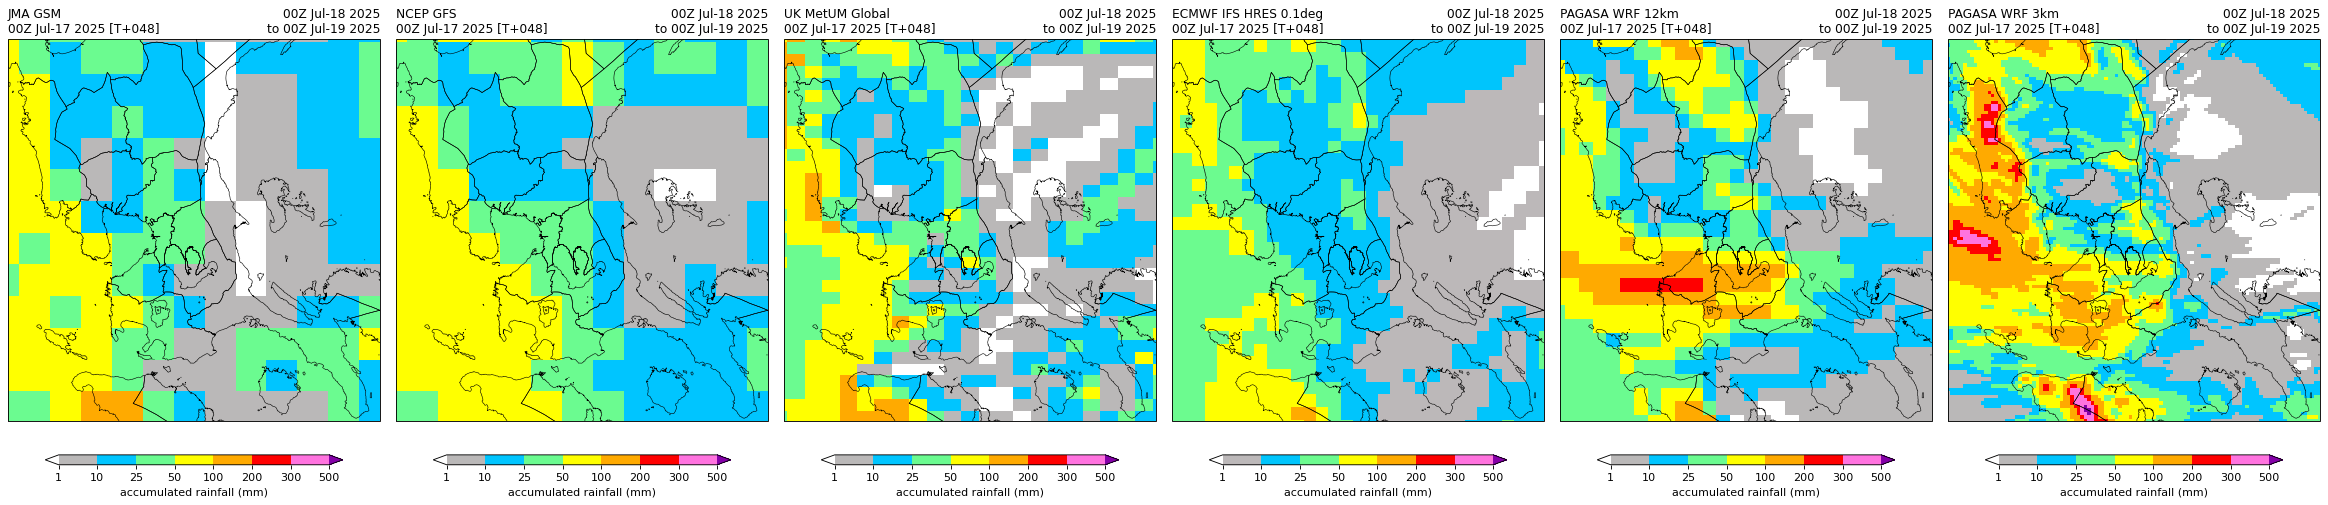 JMA GSM 00Z Jul-18 2025
00Z Jul-17 2025 [T+048] to 00Z Jul-19 2025
1 10 25 50 100 200 300 500
accumulated rainfall (mm)
NCEP GFS 00Z Jul-18 2025
00Z Jul-17 2025 [T+048] to 00Z Jul-19 2025
1 10 25 50 100 200 300 500
accumulated rainfall (mm)
UK MetUM Global 00Z Jul-18 2025
00Z Jul-17 2025 [T+048] to 00Z Jul-19 2025
1 10 25 50 100 200 300 500
accumulated rainfall (mm)
ECMWF IFS HRES 0.1deg 00Z Jul-18 2025
00Z Jul-17 2025 [T+048] to 00Z Jul-19 2025
1 10 25 50 100 200 300 500
accumulated rainfall (mm)
PAGASA WRF 12km 00Z Jul-18 2025
00Z Jul-17 2025 [T+048] to 00Z Jul-19 2025
1 10 25 50 100 200 300 500
accumulated rainfall (mm)
PAGASA WRF 3km 00Z Jul-18 2025
00Z Jul-17 2025 [T+048] to 00Z Jul-19 2025
1 10 25 50 100 200 300 500
accumulated rainfall (mm)